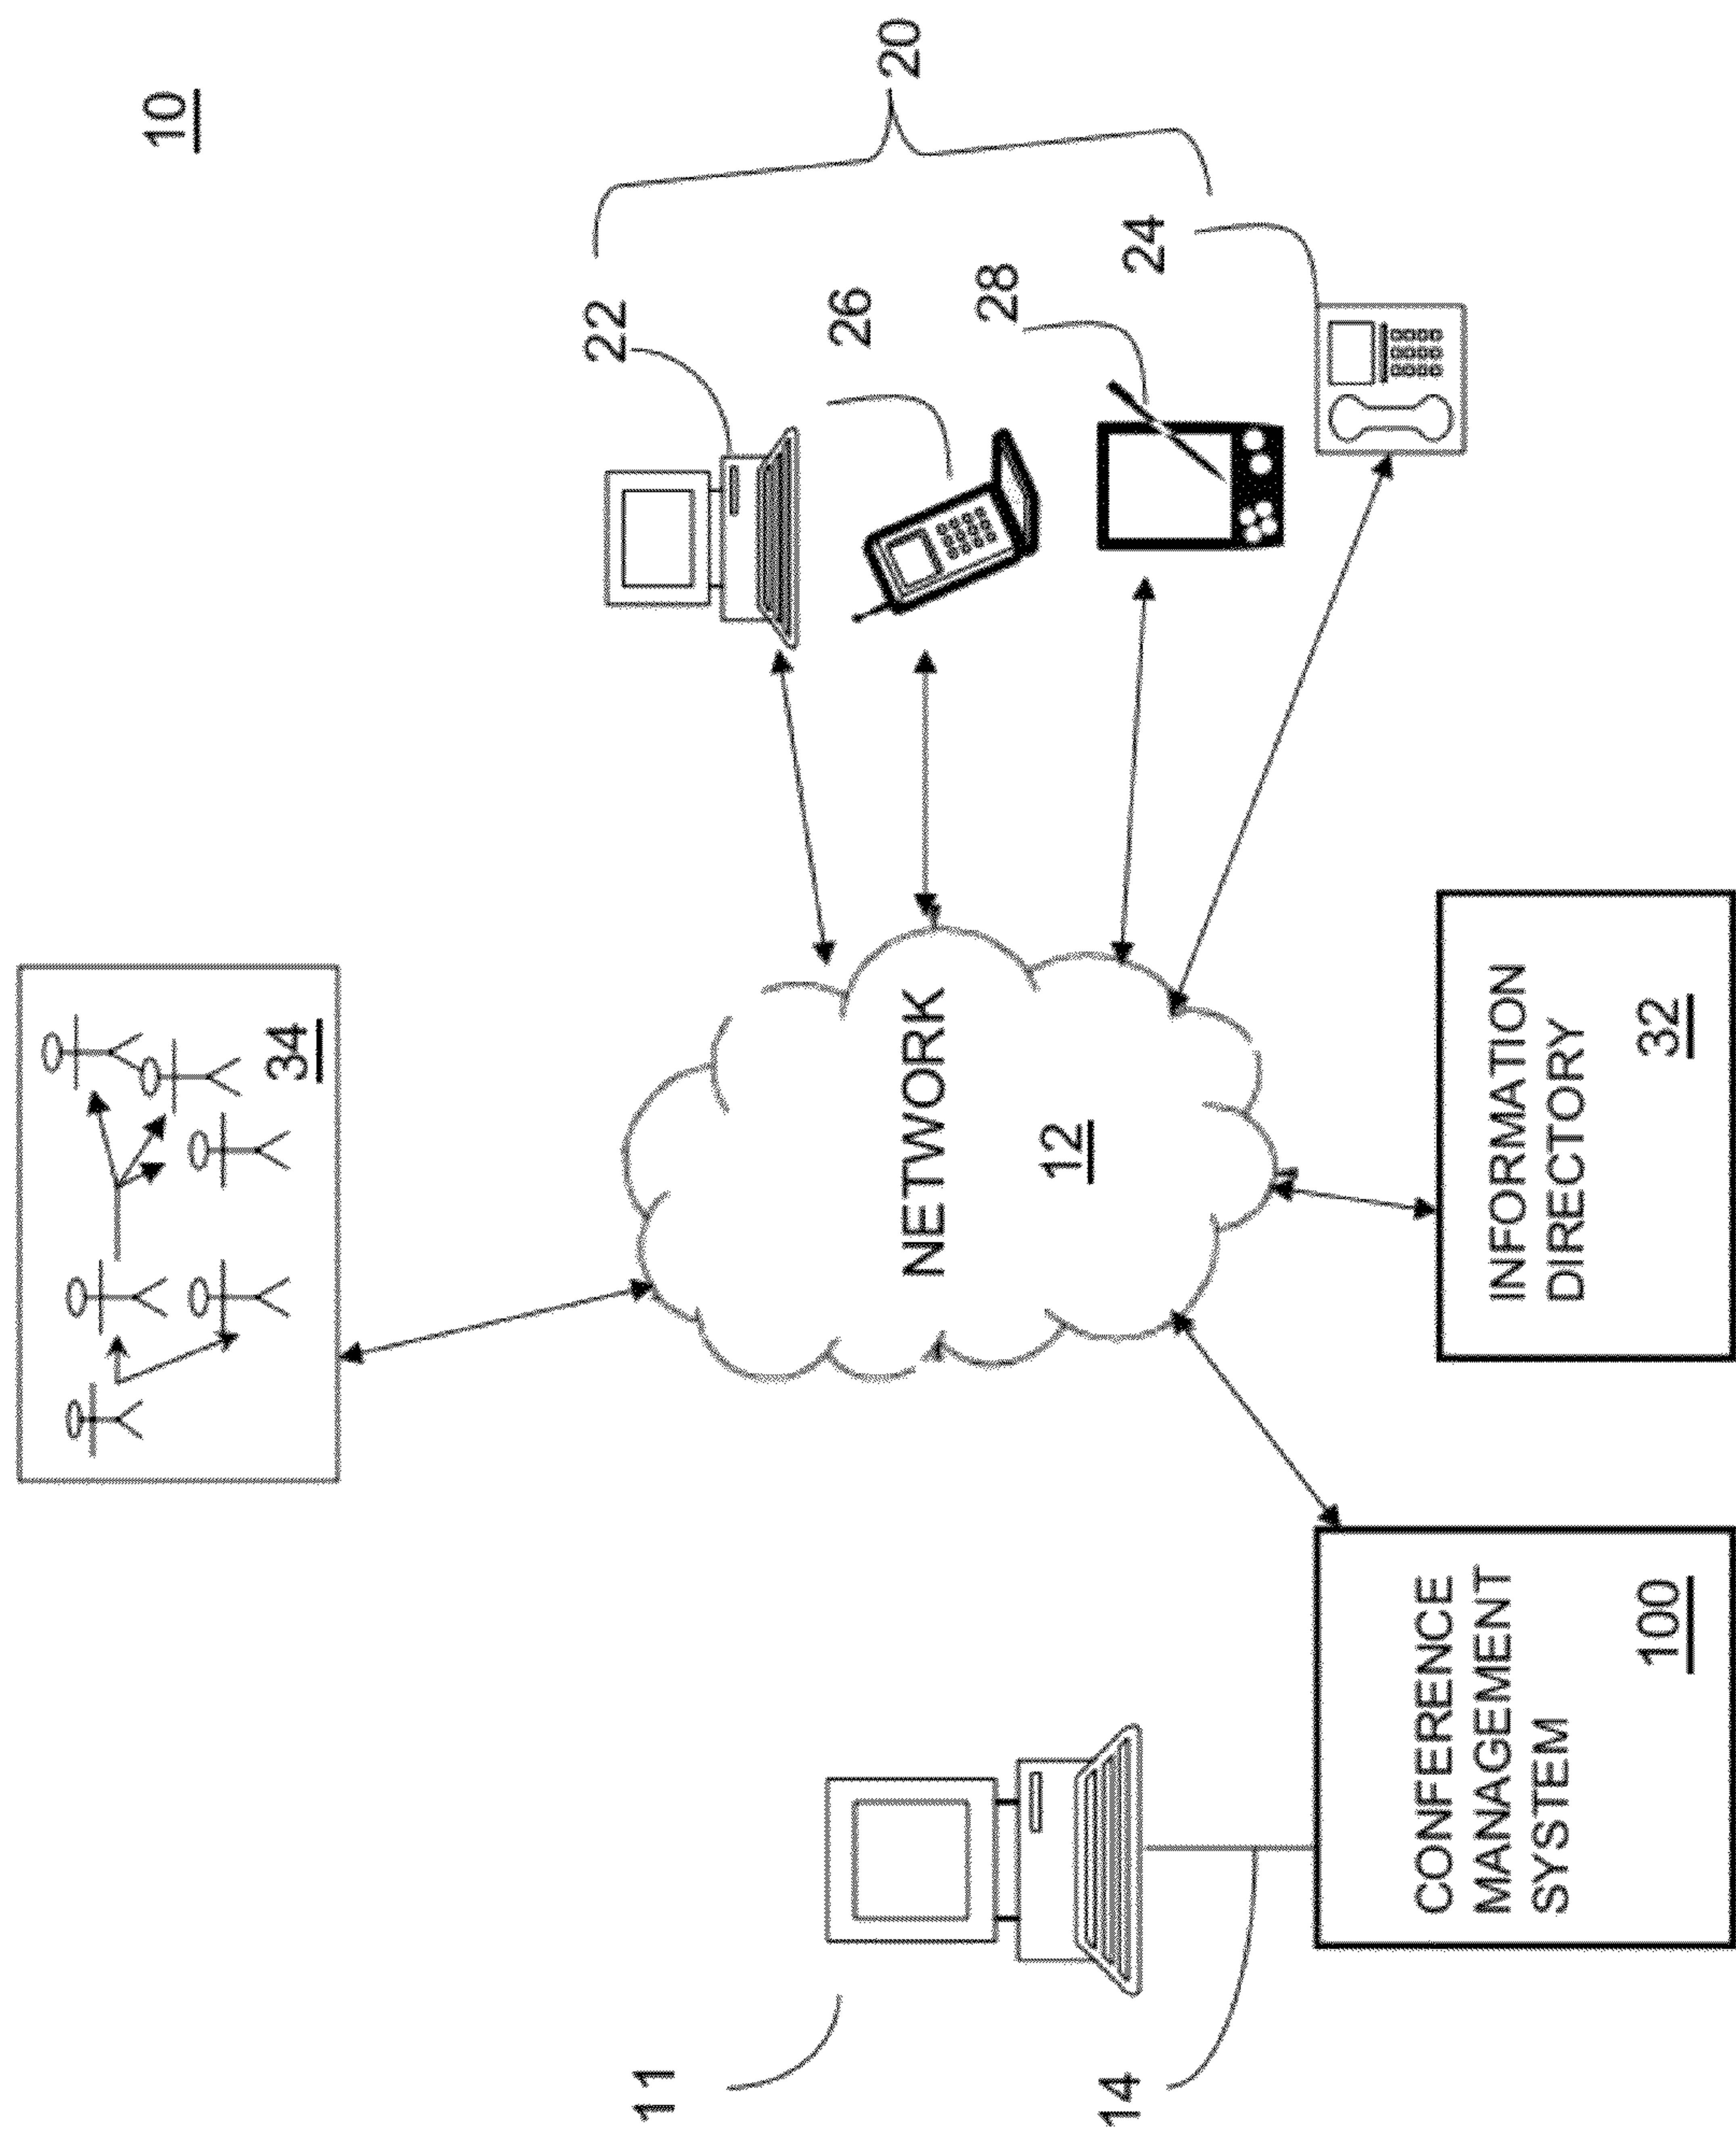 10
34
20
22
26
28
24
NETWORK
12
11
14
CONFERENCE
MANAGEMENT
SYSTEM
100
INFORMATION
DIRECTORY
32